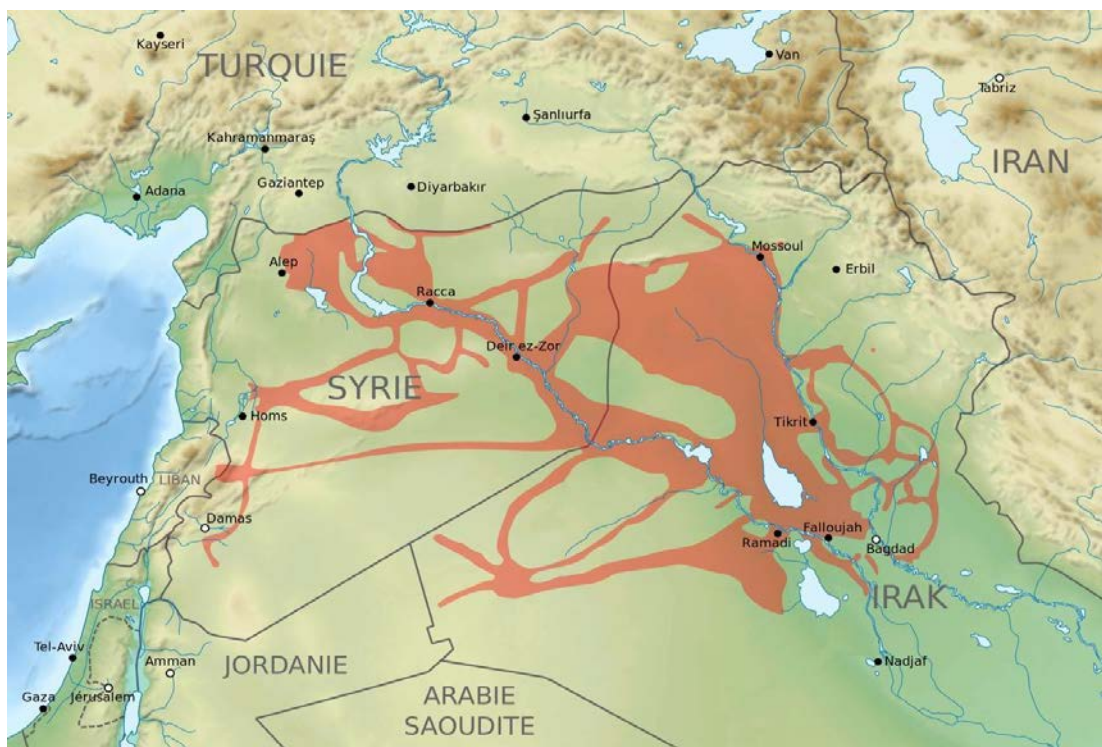 Kayseri
TURQUIE
Van
Tabriz
Şanlıurfa
Kahramanmaraş
IRAN
Adana
Gaziantep
Diyarbakır
Mossoul
Alep
Erbil
Racca
Deir ez-Zor
SYRIE
Homs
Tikrit
Beyrouth
LIBAN
Damas
Ramadi
Falloujah
Bagdad
ISRAEL
IRAK
Tel-Aviv
Amman
JORDANIE
Nadjaf
Gaza
Jérusalem
ARABIE
SAOUDITE